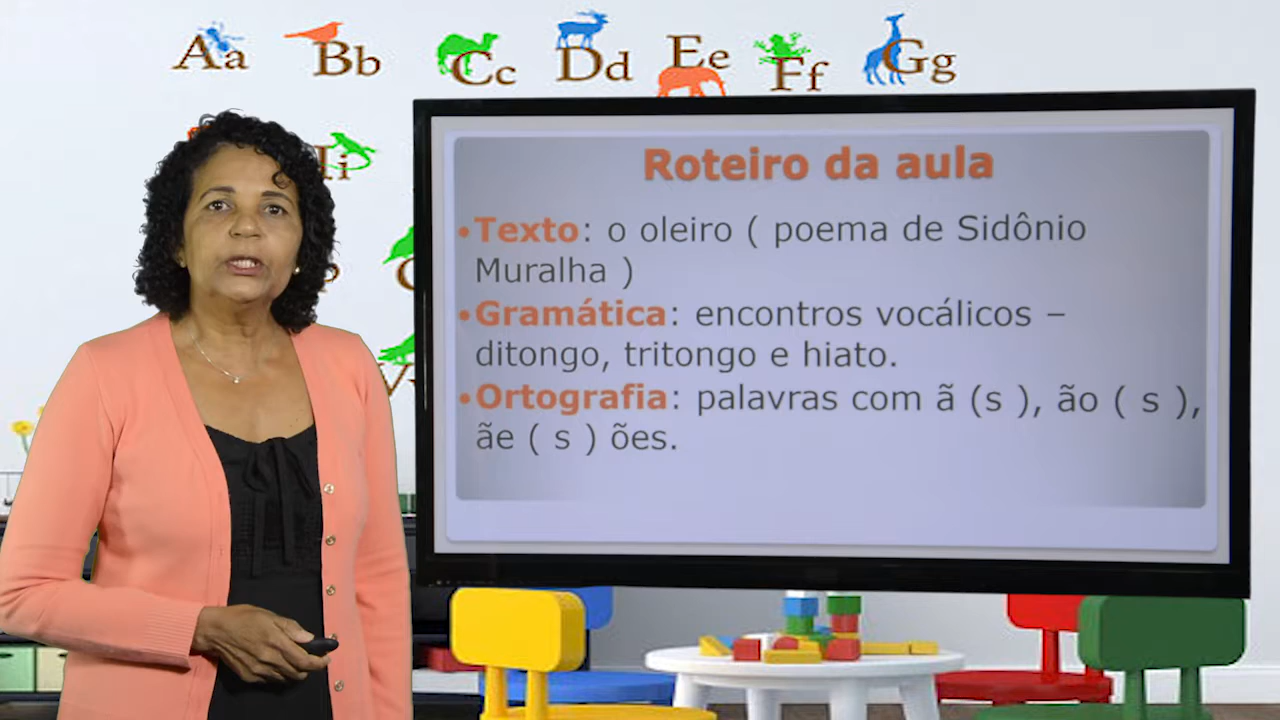 Aa Bb Cc Dd Ee Ff Gg
Ii
Roteiro da aula
•Texto: o oleiro ( poema de Sidônio
Muralha )
•Gramática: encontros vocálicos –
ditongo, tritongo e hiato.
•Ortografia: palavras com ã (s ), ão ( s ),
ãe ( s ) ões.